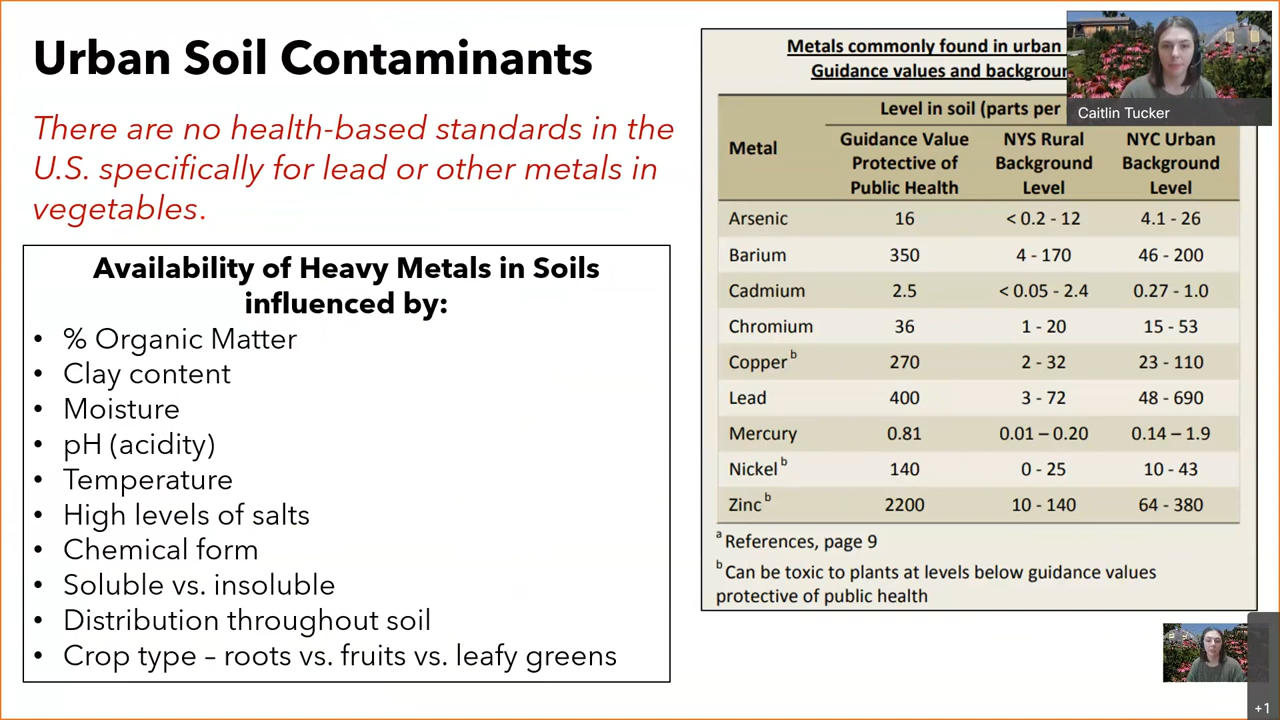 Urban Soil Contaminants
There are no health-based standards in the
U.S. specifically for lead or other metals in
vegetables.
Availability of Heavy Metals in Soils
influenced by:
• % Organic Matter
• Clay content
• Moisture
• pH (acidity)
• Temperature
• High levels of salts
• Chemical form
• Soluble vs. insoluble
• Distribution throughout soil
• Crop type – roots vs. fruits vs. leafy greens
Metals commonly found in urban
Guidance values and
Level in soil (parts per
Metal
Guidance Value
Protective of
Public Health
NYS Rural
Background
Level
NYC Urban
Background
Level
Arsenic 16 < 0.2 - 12 4.1 - 26
Barium 350 4 - 170 46 - 200
Cadmium 2.5 < 0.05 - 2.4 0.27 - 1.0
Chromium 36 1 - 20 15 - 53
Copper b 270 2 - 32 23 - 110
Lead 400 3 - 72 48 - 690
Mercury 0.81 0.01 – 0.20 0.14 – 1.9
Nickel b 140 0 - 25 10 - 43
Zinc b 2200 10 - 140 64 - 380
a References, page 9
b Can be toxic to plants at levels below guidance values
protective of public health
Caitlin Tucker
+1